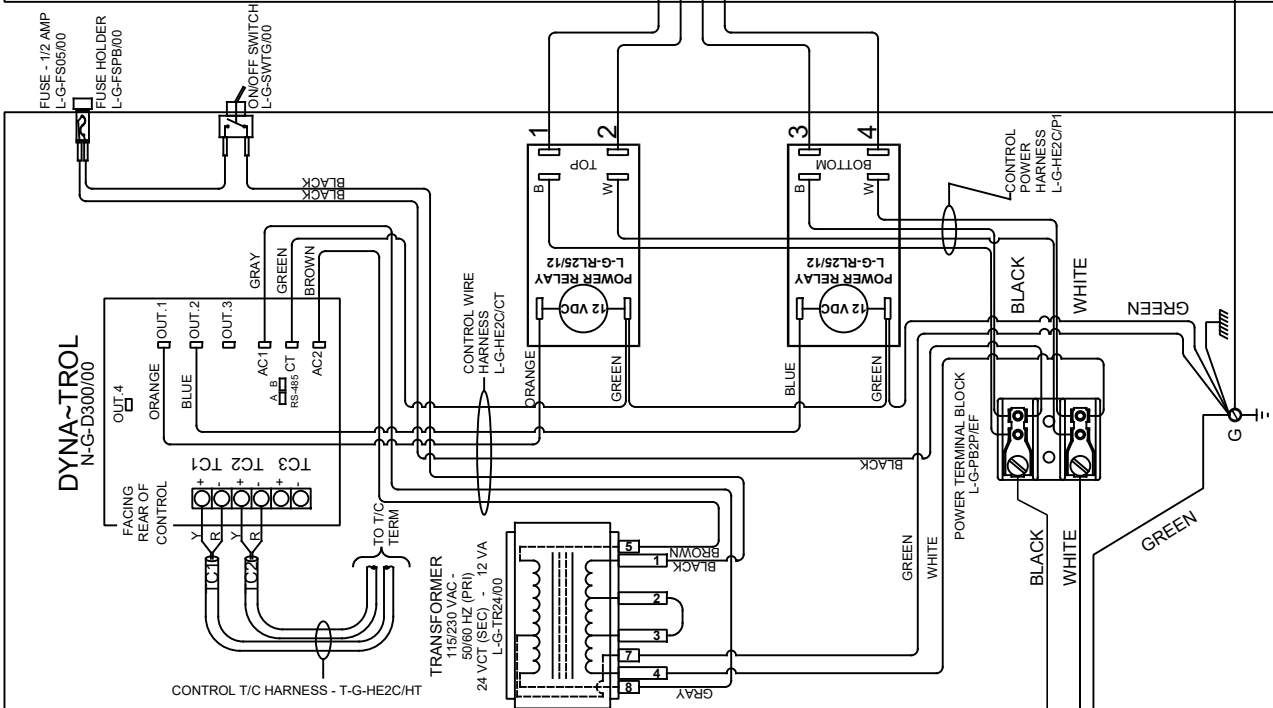 FUSE - 1/2 AMP
L-G-FS05/00
FUSE HOLDER
L-G-FSPB/00
ON/OFF SWITCH
L-G-SWTG/00
BLACK
BLACK
1
2
TOP
B
W
POWER RELAY
L-G-RL25/12
12 VDC
3
4
BOTTOM
B
W
POWER RELAY
L-G-RL25/12
12 VDC
CONTROL
POWER
HARNESS
L-G-HE2C/P1
DYNA~TROL
N-G-D300/00
OUT.4
OUT.1
OUT.2
OUT.3
ORANGE
BLUE
GRAY
GREEN
BROWN
AC1
CT
AC2
A B
RS-485
TC1 TC2 TC3
+ - + - + -
FACING
REAR OF
CONTROL
Y
R
Y
R
TC1
TC2
TO T/C
TERM
CONTROL T/C HARNESS - T-G-HE2C/HT
CONTROL WIRE
HARNESS
L-G-HE2C/CT
ORANGE
GREEN
BLUE
GREEN
BLACK
TRANSFORMER
115/230 VAC -
50/60 HZ (PRI)
24 VCT (SEC) - 12 VA
L-G-TR24/00
5
BROWN
1
BLACK
2
3
7
4
8
GRAY
GREEN
WHITE
POWER TERMINAL BLOCK
L-G-PB2P/EF
BLACK
WHITE
GREEN
G
BLACK
WHITE
GREEN